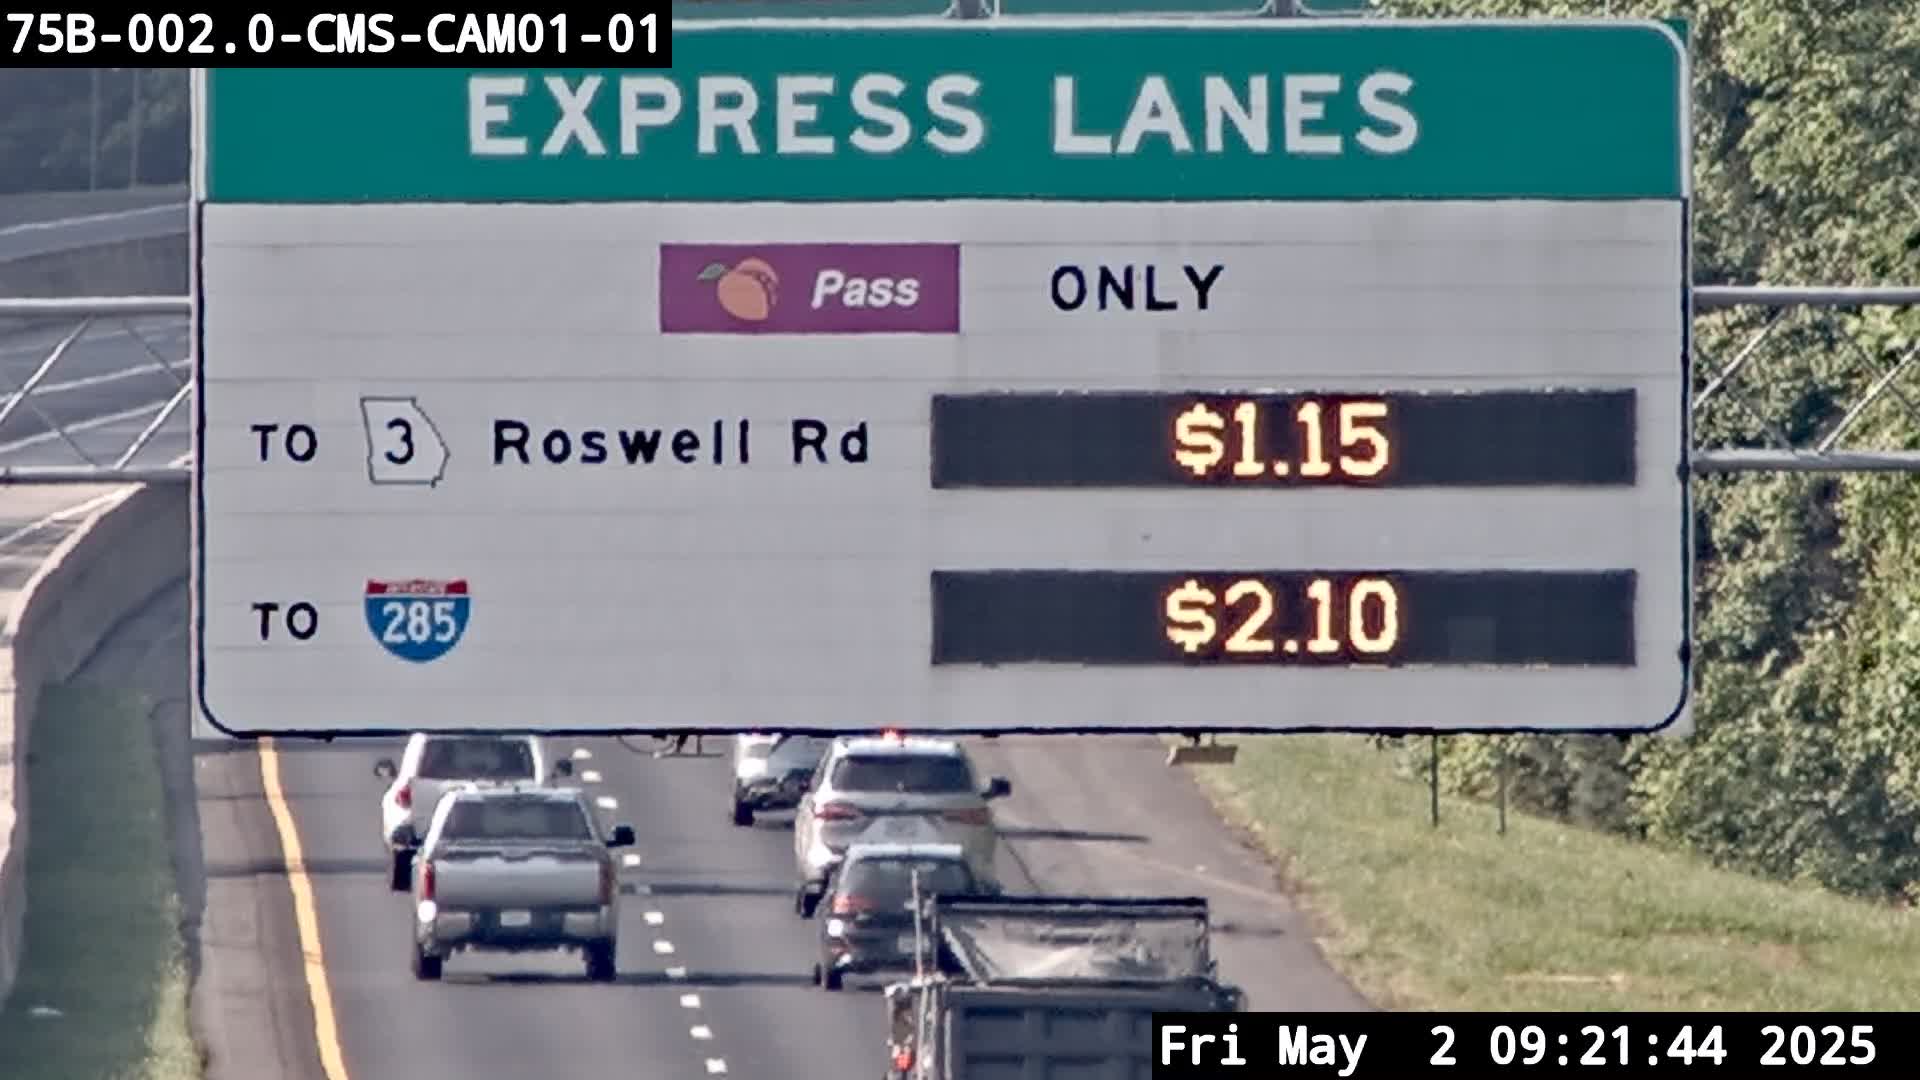 75B-002.0-CMS-CAM01-01
EXPRESS LANES
Pass ONLY
TO 3 Roswell Rd $1.15
TO 285 $2.10
Fri May 2 09:21:44 2025